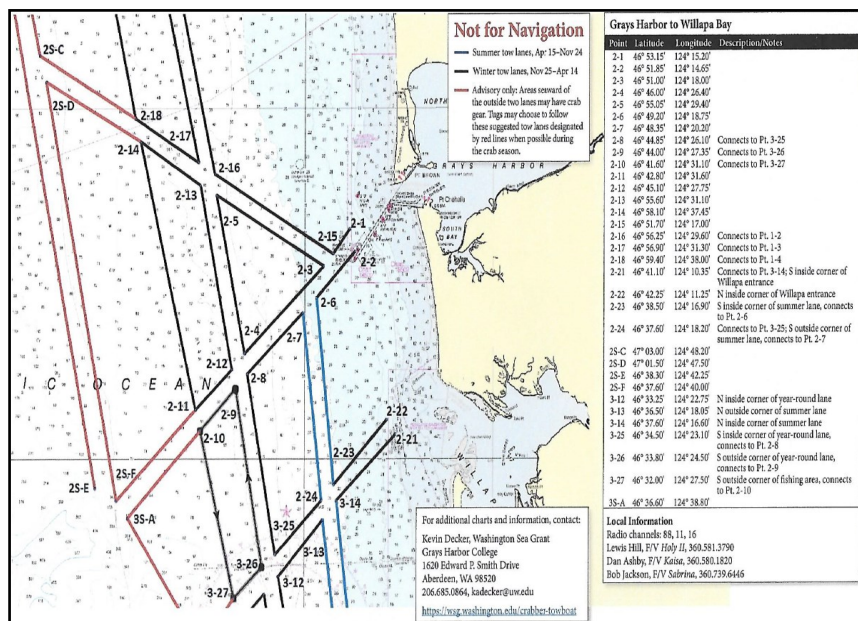 Not for Navigation
Summer tow lanes, Apr 15–Nov 24
Winter tow lanes, Nov 25–Apr 14
Advisory only: Areas seaward of
the outside two lanes may have crab
gear. Tugs may choose to follow
these suggested tow lanes designated
by red lines when possible during
the crab season.
2S-C
2S-D
2-18
2-17
2-14
2-16
2-13
2-5
2-15
2-1
2-2
2-3
2-6
2-7
2-4
2-12
2-8
2-9
2-11
2-10
2-22
2-21
2-23
2S-F
2S-E
3S-A
2-24
3-14
3-25
3-13
3-26
3-12
3-27
NORTH
GRAYS HARBOR
Pt Chehalis
SOUTH
BAY
IC OCEAN
WILLAP
For additional charts and information, contact:
Kevin Decker, Washington Sea Grant
Grays Harbor College
1620 Edward P. Smith Drive
Aberdeen, WA 98520
206.685.0864, kadecker@uw.edu
https://wsg.washington.edu/crabber-towboat
Grays Harbor to Willapa Bay
Point Latitude Longitude Description/Notes
2-1 46° 53.15' 124° 15.20'
2-2 46° 51.85' 124° 14.65'
2-3 46° 51.00' 124° 18.00'
2-4 46° 46.00' 124° 26.40'
2-5 46° 55.05' 124° 29.40'
2-6 46° 49.20' 124° 18.75'
2-7 46° 48.35' 124° 20.20'
2-8 46° 44.85' 124° 26.10' Connects to Pt. 3-25
2-9 46° 44.00' 124° 27.35' Connects to Pt. 3-26
2-10 46° 41.60' 124° 31.10' Connects to Pt. 3-27
2-11 46° 42.80' 124° 31.60'
2-12 46° 45.10' 124° 27.75'
2-13 46° 55.60' 124° 31.10'
2-14 46° 58.10' 124° 37.45'
2-15 46° 51.70' 124° 17.00'
2-16 46° 56.25' 124° 29.60' Connects to Pt. 1-2
2-17 46° 56.90' 124° 31.30' Connects to Pt. 1-3
2-18 46° 59.40' 124° 38.00' Connects to Pt. 1-4
2-21 46° 41.10' 124° 10.35' Connects to Pt. 3-14; S inside corner of
Willapa entrance
2-22 46° 42.25' 124° 11.25' N inside corner of Willapa entrance
2-23 46° 38.50' 124° 16.90' S inside corner of summer lane, connects
to Pt. 2-6
2-24 46° 37.60' 124° 18.20' Connects to Pt. 3-25; S outside corner of
summer lane, connects to Pt. 2-7
2S-C 47° 03.00' 124° 48.20'
2S-D 47° 01.50' 124° 47.50'
2S-E 46° 38.30' 124° 42.25'
2S-F 46° 37.60' 124° 40.00'
3-12 46° 33.25' 124° 22.75' N inside corner of year-round lane
3-13 46° 36.50' 124° 18.05' N outside corner of summer lane
3-14 46° 37.60' 124° 16.60' N inside corner of summer lane
3-25 46° 34.50' 124° 23.10' S inside corner of year-round lane,
connects to Pt. 2-8
3-26 46° 33.80' 124° 24.50' S outside corner of year-round lane,
connects to Pt. 2-9
3-27 46° 32.00' 124° 27.50' S outside corner of fishing area, connects
to Pt. 2-10
3S-A 46° 36.60' 124° 38.80'
Local Information
Radio channels: 88, 11, 16
Lewis Hill, F/V Holy II, 360.581.3790
Dan Ashby, F/V Kaisa, 360.580.1820
Bob Jackson, F/V Sabrina, 360.739.6446